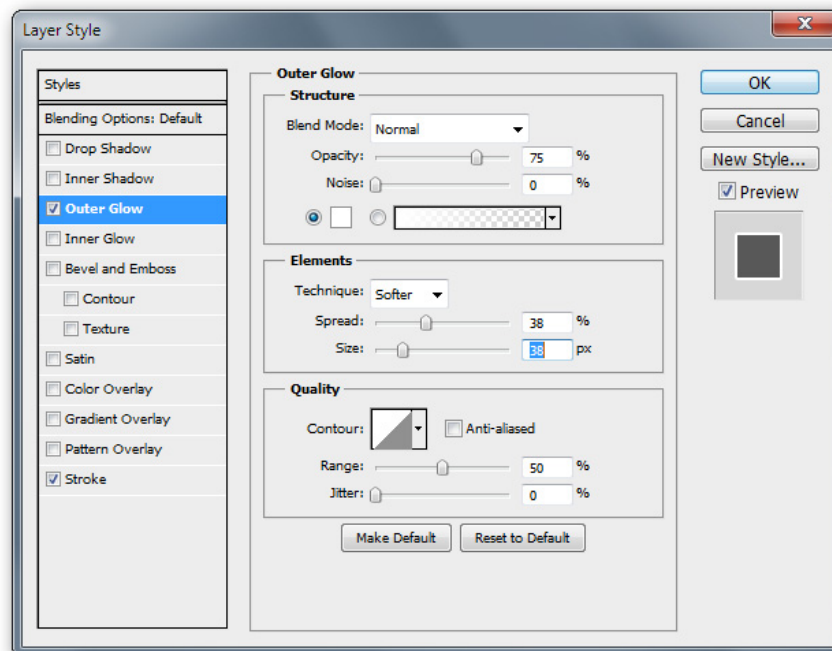 Layer Style
Styles
Blending Options: Default
Drop Shadow
Inner Shadow
Outer Glow
Inner Glow
Bevel and Emboss
Contour
Texture
Satin
Color Overlay
Gradient Overlay
Pattern Overlay
Stroke
Outer Glow
Structure
Blend Mode: Normal
Opacity: 75 %
Noise: 0 %
Elements
Technique: Softer
Spread: 38 %
Size: 38 px
Quality
Contour: Anti-aliased
Range: 50 %
Jitter: 0 %
Make Default Reset to Default
OK
Cancel
New Style...
Preview